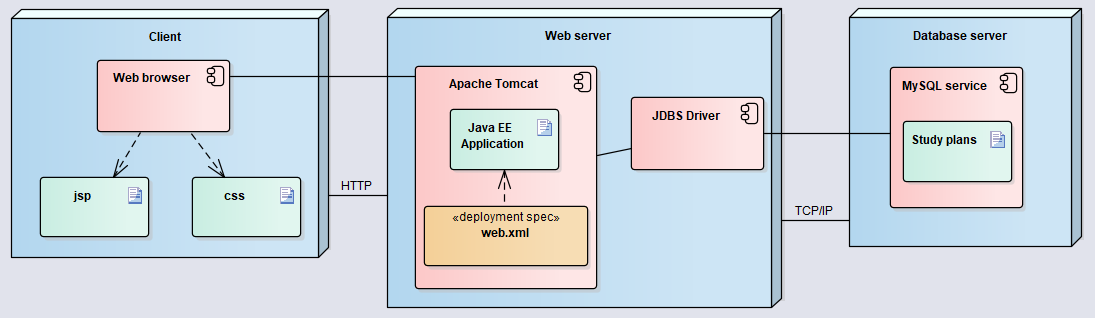 Client
Web browser
jsp
css
HTTP
Web server
Apache Tomcat
Java EE
Application
«deployment spec»
web.xml
JDBS Driver
TCP/IP
Database server
MySQL service
Study plans